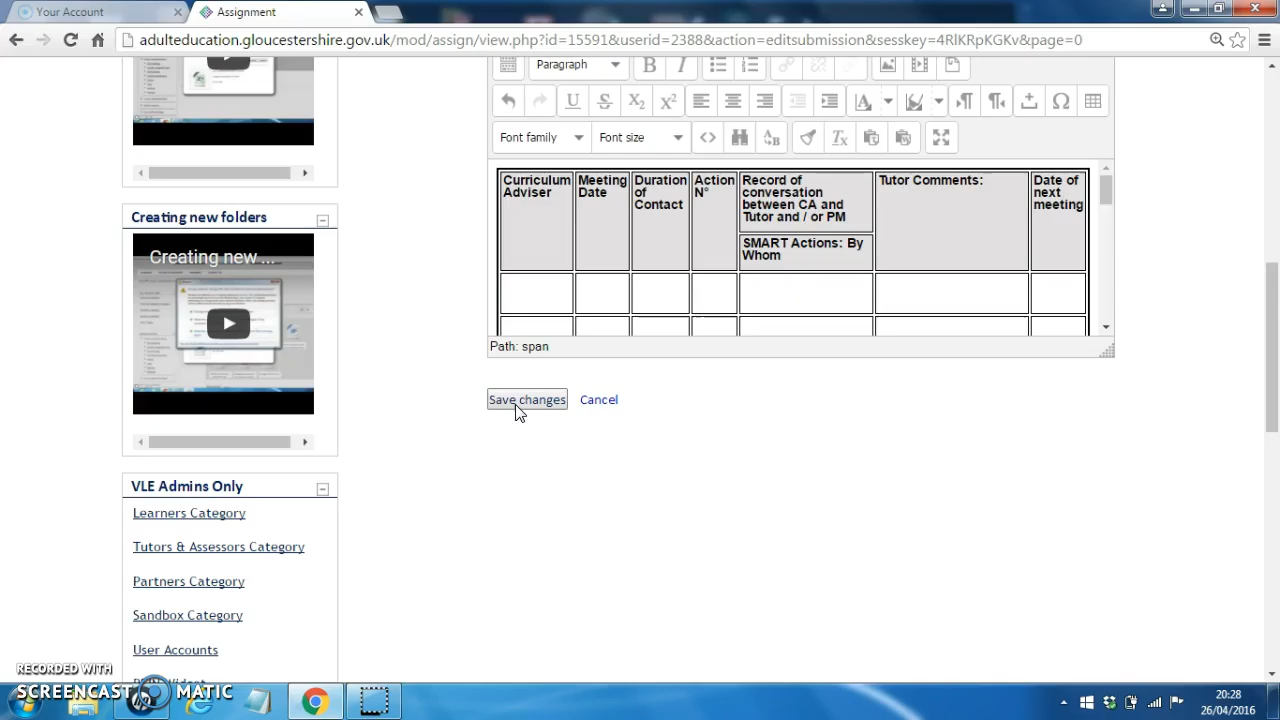 Your Account
Assignment
adulteducation.gloucestershire.gov.uk/mod/assign/view.php?id=15591&userid=2388&action=editsubmission&sesskey=4RlKRpKGKv&page=0
Paragraph
Font family
Font size
Curriculum Adviser
Meeting Date
Duration of Contact
Action N°
Record of conversation between CA and Tutor and / or PM
SMART Actions: By Whom
Tutor Comments:
Date of next meeting
Path: span
Save changes Cancel
Creating new folders
Creating new ...
VLE Admins Only
Learners Category
Tutors & Assessors Category
Partners Category
Sandbox Category
User Accounts
RECORDED WITH
SCREENCAST MATIC
20:28
26/04/2016